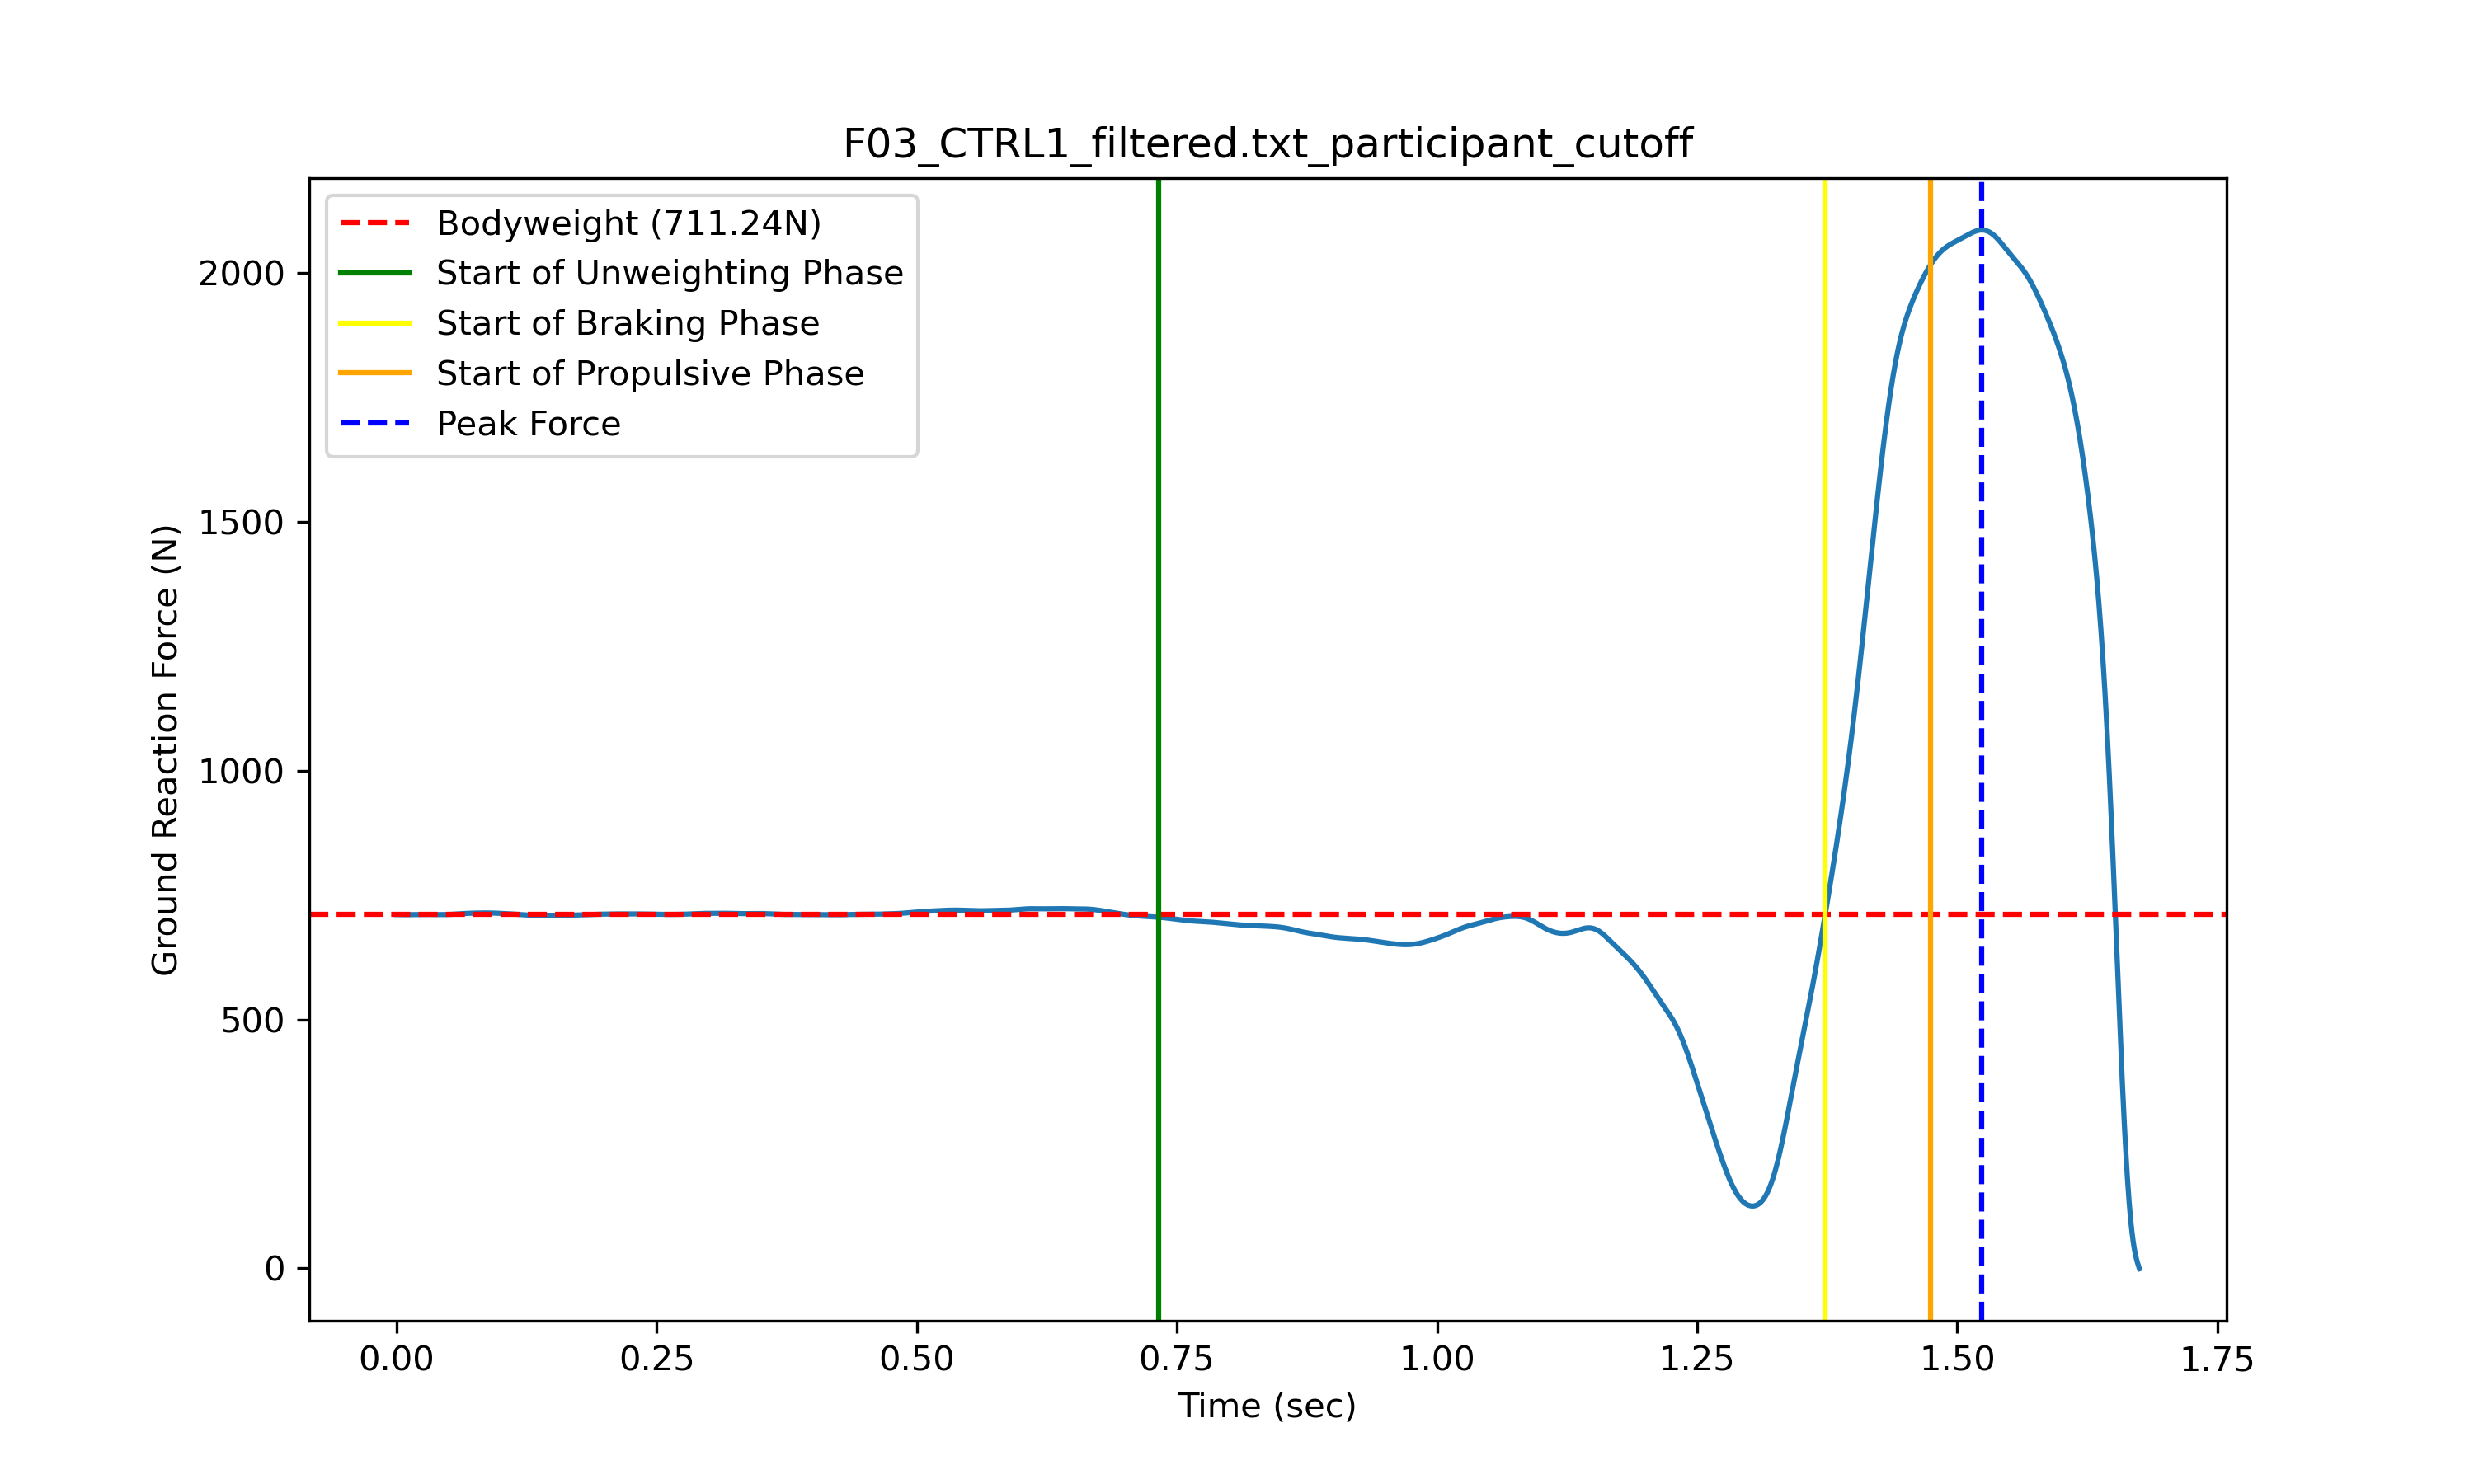 F03_CTRL1_filtered.txt_participant_cutoff
Bodyweight (711.24N)
Start of Unweighting Phase
Start of Braking Phase
Start of Propulsive Phase
Peak Force
Ground Reaction Force (N)
2000
1500
1000
500
0
0.00 0.25 0.50 0.75 1.00 1.25 1.50 1.75
Time (sec)